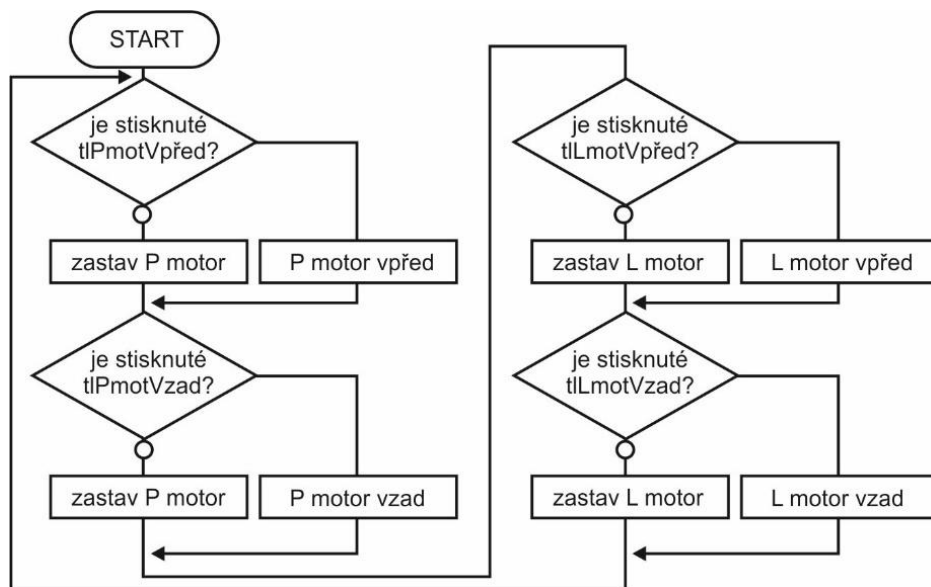 START
je stisknuté
tlPmotVpřed?
zastav P motor
P motor vpřed
je stisknuté
tlPmotVzad?
zastav P motor
P motor vzad
je stisknuté
tlLmotVpřed?
zastav L motor
L motor vpřed
je stisknuté
tlLmotVzad?
zastav L motor
L motor vzad